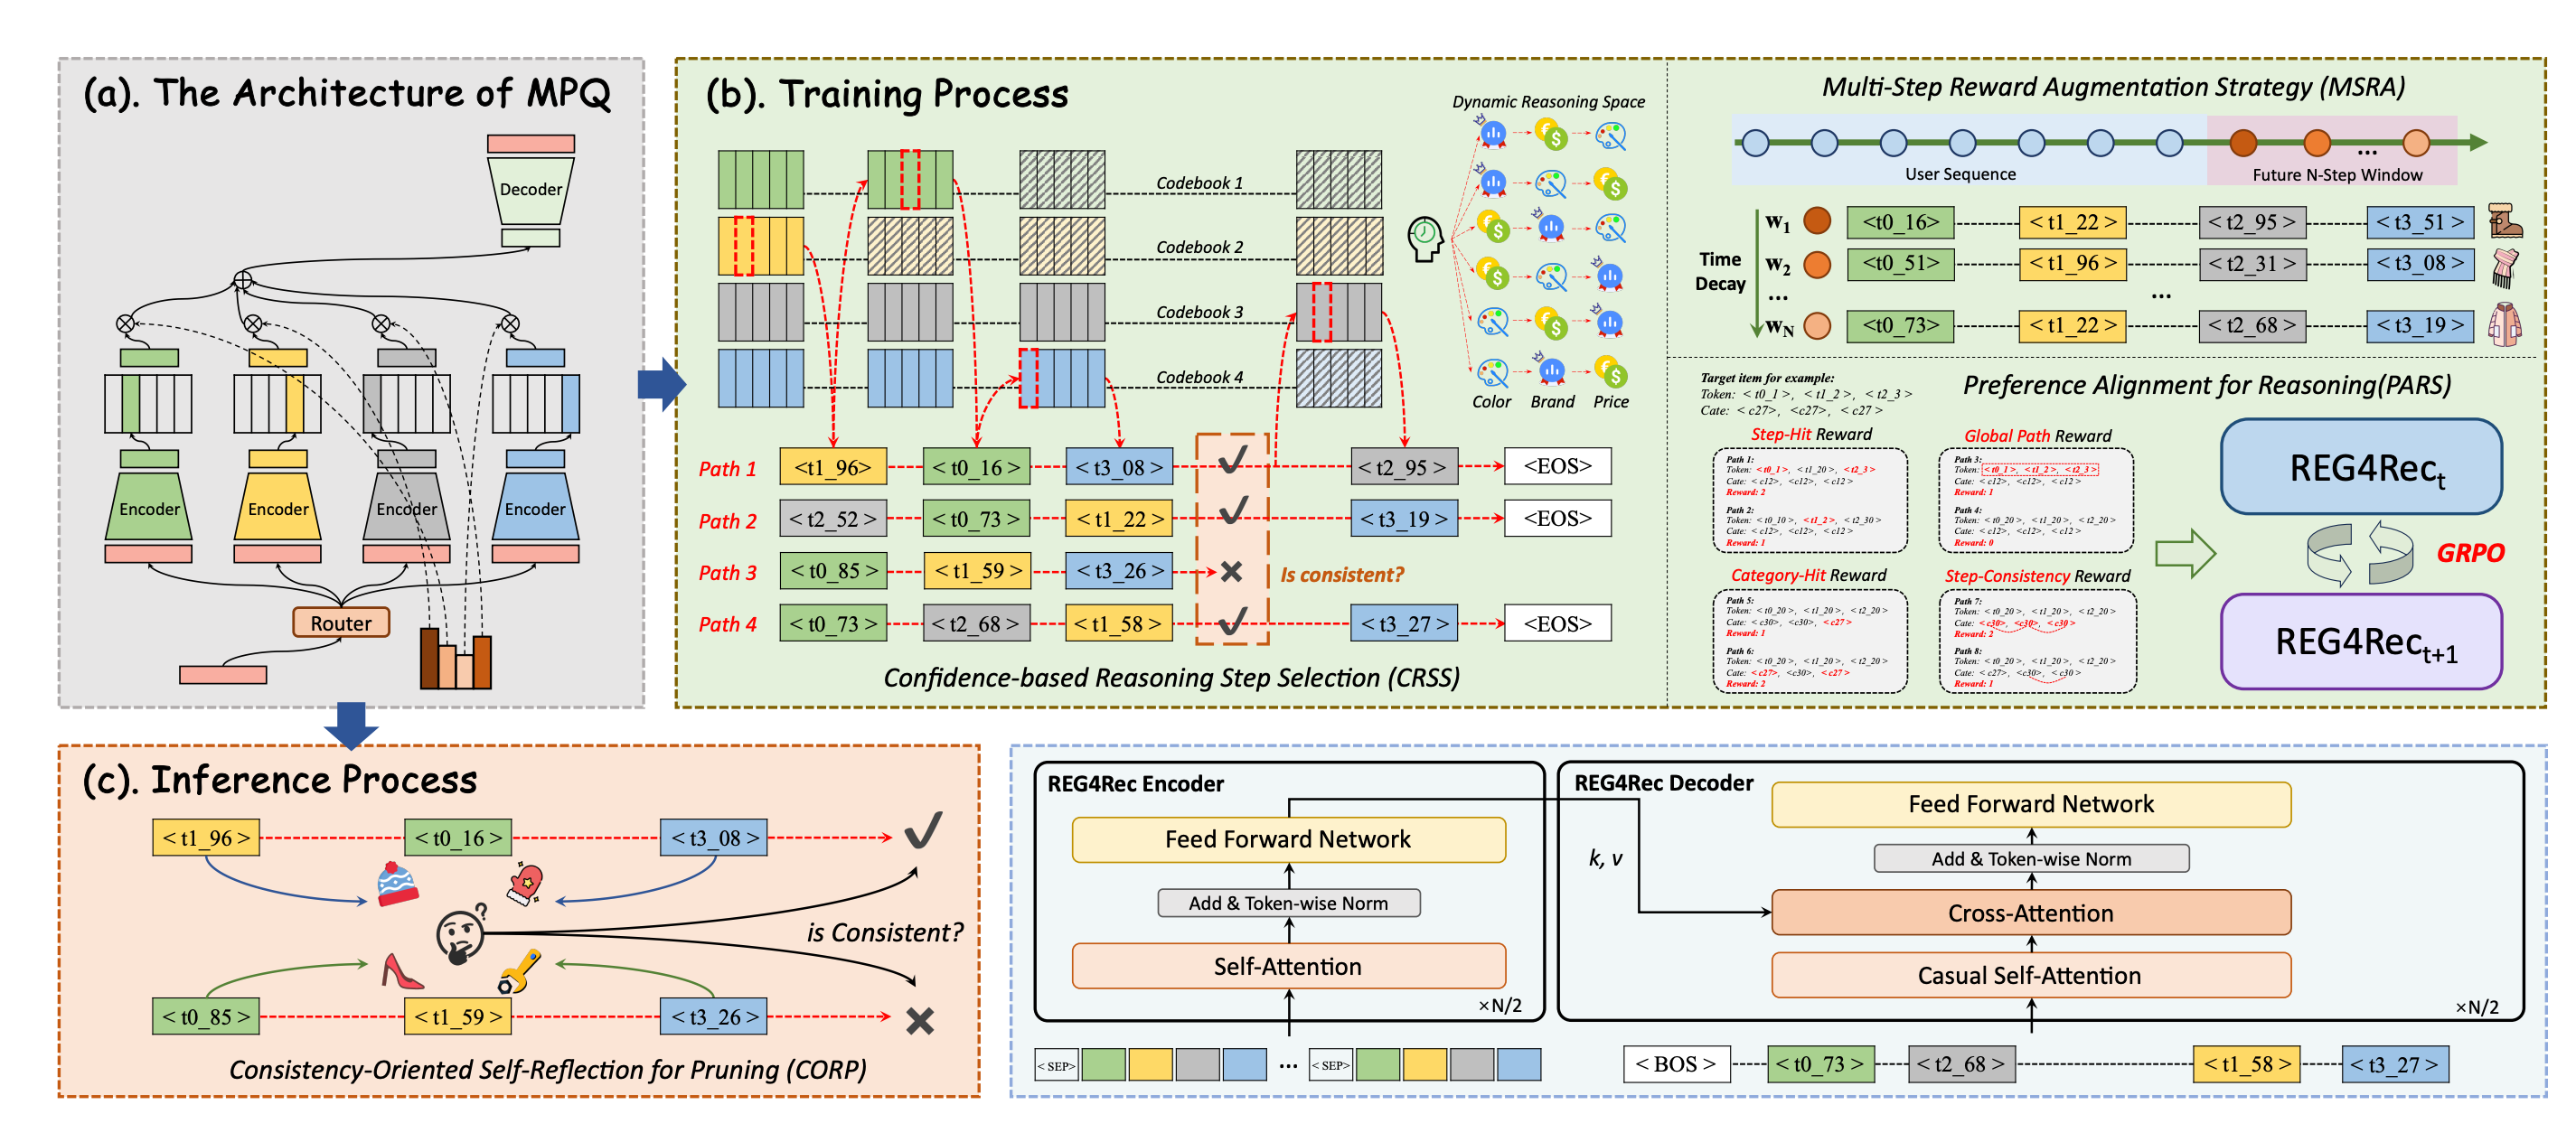 (a). The Architecture of MPQ
Decoder
Encoder
Encoder
Encoder
Encoder
Router
(b). Training Process
Codebook 1
Codebook 2
Codebook 3
Codebook 4
Dynamic Reasoning Space
Color Brand Price
Path 1 <t1_96> < t0_16 > < t3_08 > < t2_95 > <EOS>
Path 2 < t2_52 > < t0_73 > < t1_22 > < t3_19 > <EOS>
Path 3 < t0_85 > < t1_59 > < t3_26 > Is consistent?
Path 4 < t0_73 > < t2_68 > < t1_58 > < t3_27 > <EOS>
Confidence-based Reasoning Step Selection (CRSS)
Multi-Step Reward Augmentation Strategy (MSRA)
...
User Sequence
Future N-Step Window
Time Decay
w1 <t0_16> < t1_22 > < t2_95 > < t3_51 >
w2 <t0_51> < t1_96 > < t2_31 > < t3_08 >
... ...
wN <t0_73> < t1_22 > < t2_68 > < t3_19 >
Preference Alignment for Reasoning(PARS)
Target item for example:
Token: < t0_1 >, < t1_2 >, < t2_3 >
Cate: < c27>, <c27>, < c27 >
Step-Hit Reward
Path 1:
Token: < t0_1 >, < t1_20 >, < t2_3 >
Cate: < c12>, <c12>, < c12 >
Reward: 2
Path 2:
Token: < t0_10 >, < t1_2 >, < t2_30 >
Cate: < c12>, <c12>, < c12 >
Reward: 1
Global Path Reward
Path 3:
Token: < t0_1 >, < t1_2 >, < t2_3 >
Cate: < c12>, <c12>, < c12 >
Reward: 1
Path 4:
Token: < t0_20 >, < t1_20 >, < t2_20 >
Cate: < c12>, <c12>, < c12 >
Reward: 0
Category-Hit Reward
Path 5:
Token: < t0_20 >, < t1_20 >, < t2_20 >
Cate: < c30>, <c30>, < c27 >
Reward: 1
Path 6:
Token: < t0_20 >, < t1_20 >, < t2_20 >
Cate: < c27>, <c30>, < c27 >
Reward: 2
Step-Consistency Reward
Path 7:
Token: < t0_20 >, < t1_20 >, < t2_20 >
Cate: < c30>, <c30>, < c30 >
Reward: 2
Path 8:
Token: < t0_20 >, < t1_20 >, < t2_20 >
Cate: < c27>, <c30>, < c30 >
Reward: 1
REG4Rect
GRPO
REG4Rect+1
(c). Inference Process
< t1_96 > < t0_16 > < t3_08 >
?
is Consistent?
< t0_85 > < t1_59 > < t3_26 >
Consistency-Oriented Self-Reflection for Pruning (CORP)
REG4Rec Encoder
Feed Forward Network
Add & Token-wise Norm
Self-Attention
×N/2
< SEP> ... < SEP>
k, v
REG4Rec Decoder
Feed Forward Network
Add & Token-wise Norm
Cross-Attention
Casual Self-Attention
×N/2
< BOS > < t0_73 > < t2_68 > < t1_58 > < t3_27 >